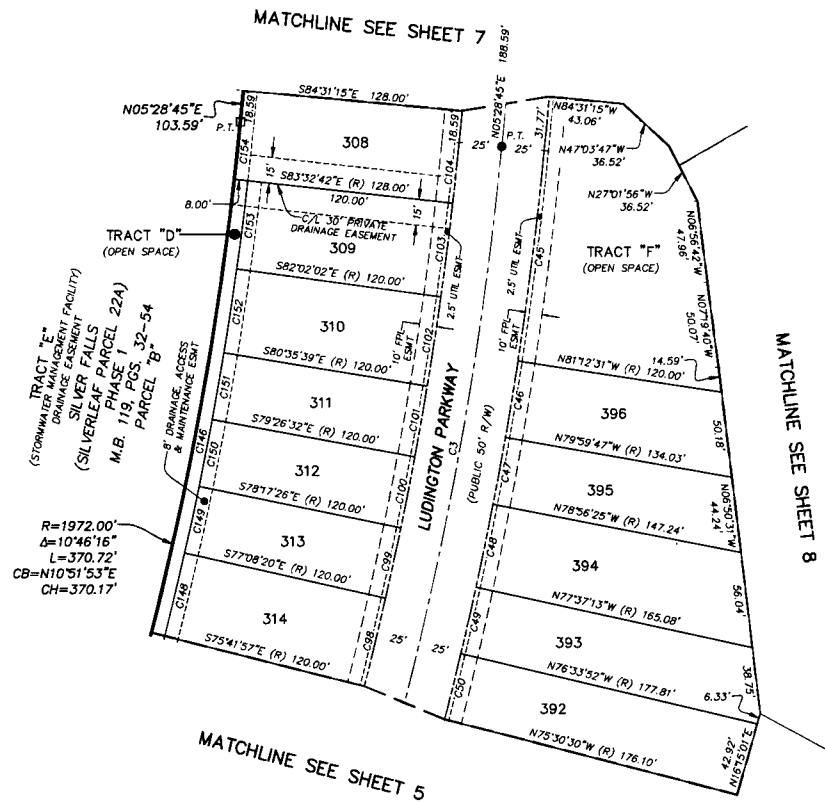 MATCHLINE SEE SHEET 7
N05°28'45"E 188.59'
S84°31'15"E 128.00'
N05°28'45"E
103.59'
P.T.
18.59'
308
18.59'
25'
P.T.
25'
31.77'
N84°31'15"W
43.06'
N47°03'47"W
36.52'
N27°01'56"W
36.52'
C154
15'
C104
S83°32'42"E (R) 128.00'
120.00'
8.00'
15'
C/L 30' PRIVATE
DRAINAGE EASEMENT
TRACT "D"
(OPEN SPACE)
C153
309
C103
2.5' UTIL ESMT
2.5' UTIL ESMT
C45
TRACT "F"
(OPEN SPACE)
N06°56'42"W
47.96'
S82°02'02"E (R) 120.00'
C152
310
C102
10' FPL
ESMT
10' FPL
ESMT
N07°19'40"W
50.07'
14.59'
TRACT "E"
(STORMWATER MANAGEMENT FACILITY)
DRAINAGE EASEMENT
SILVER FALLS
(SILVERLEAF PARCEL 22A)
PHASE 1
M.B. 119, PGS. 32-54
PARCEL "B"
S80°35'39"E (R) 120.00'
N81°12'31"W (R) 120.00'
C151
311
C101
C46
396
50.18'
MATCHLINE SEE SHEET 8
8' DRAINAGE, ACCESS
& MAINTENANCE ESMT
C146
C150
S79°26'32"E (R) 120.00'
LUDINGTON PARKWAY
C3
(PUBLIC 50' R/W)
N79°59'47"W (R) 134.03'
312
C100
C47
395
N06°50'31"W
44.24'
S78°17'26"E (R) 120.00'
N78°56'25"W (R) 147.24'
C149
313
C99
C48
394
56.04'
R=1972.00'
Δ=10°46'16"
L=370.72'
CB=N10°51'53"E
CH=370.17'
S77°08'20"E (R) 120.00'
N77°37'13"W (R) 165.08'
C148
314
C98
25'
25'
C49
393
38.75'
S75°41'57"E (R) 120.00'
N76°33'52"W (R) 177.81'
6.33'
C50
392
N75°30'30"W (R) 176.10'
N16°15'01"E
42.92'
MATCHLINE SEE SHEET 5